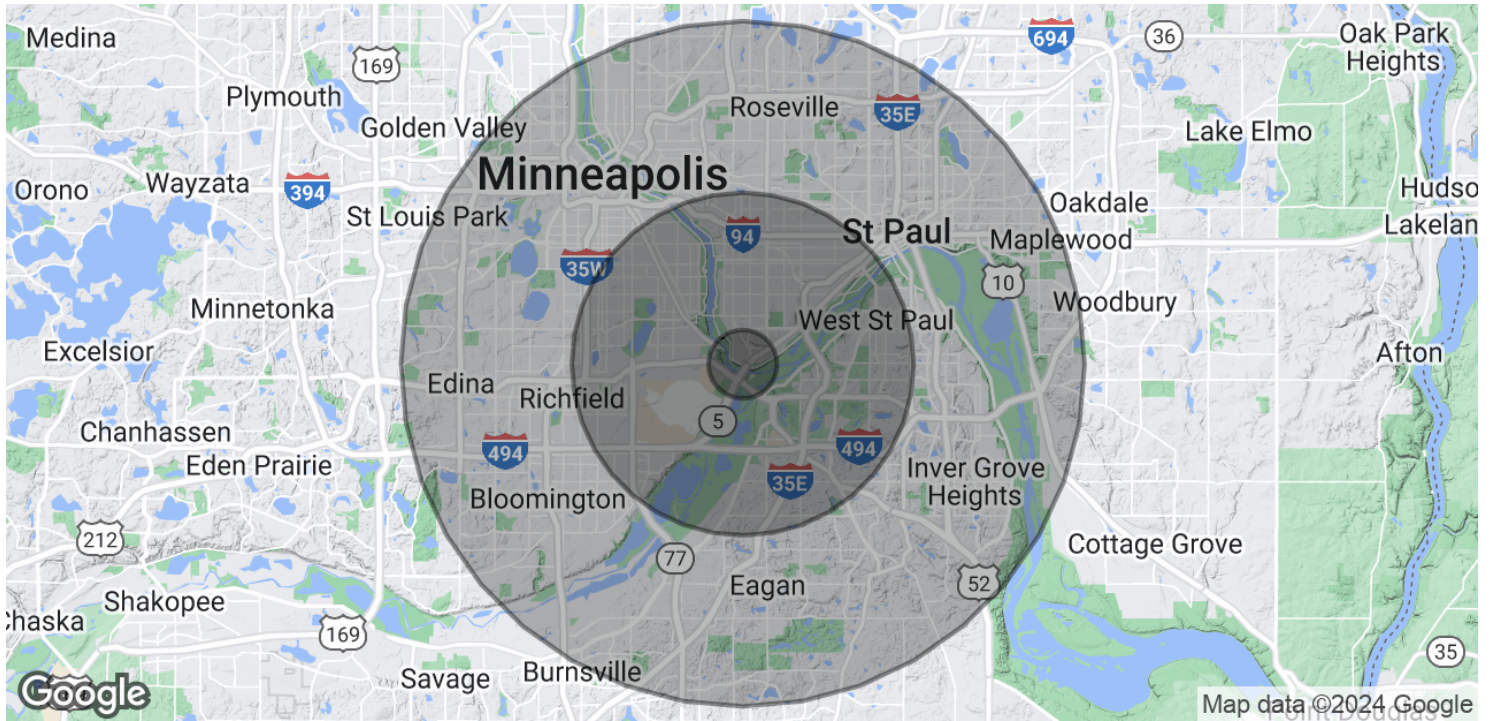 Medina
169
694
36
Oak Park
Heights
Plymouth
Roseville
35E
Golden Valley
Lake Elmo
Minneapolis
Orono
Wayzata
394
Hudso
St Louis Park
Oakdale
Lakelan
94
St Paul
Maplewood
35W
10
Minnetonka
Woodbury
West St Paul
Excelsior
Afton
Edina
Richfield
5
Chanhassen
494
494
Eden Prairie
35E
Inver Grove
Heights
Bloomington
212
77
Cottage Grove
Eagan
52
Shakopee
Chaska
169
35
Burnsville
Savage
Google
Map data ©2024 Google